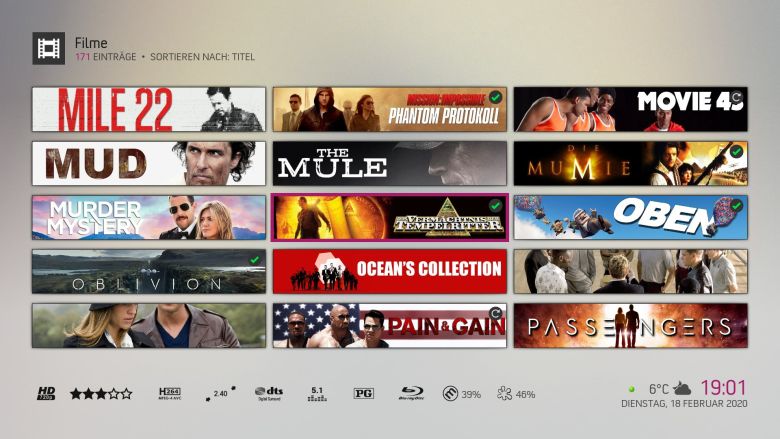 Filme
171 EINTRÄGE • SORTIEREN NACH: TITEL
MILE 22
MISSION: IMPOSSIBLE
PHANTOM PROTOKOLL
MOVIE 43
MUD
THE
MULE
DIE
MUMIE
MURDER
MYSTERY
DAS
VERMÄCHTNIS
DER
TEMPELRITTER
OBEN
OBLIVION
OCEAN'S COLLECTION
PAIN & GAIN
PASSENGERS
HD
720p
H264
MPEG-4 AVC
2.40
dts
Digital Surround
5.1
PG
Blu-ray Disc
39%
46%
6°C
19:01
DIENSTAG, 18 FEBRUAR 2020